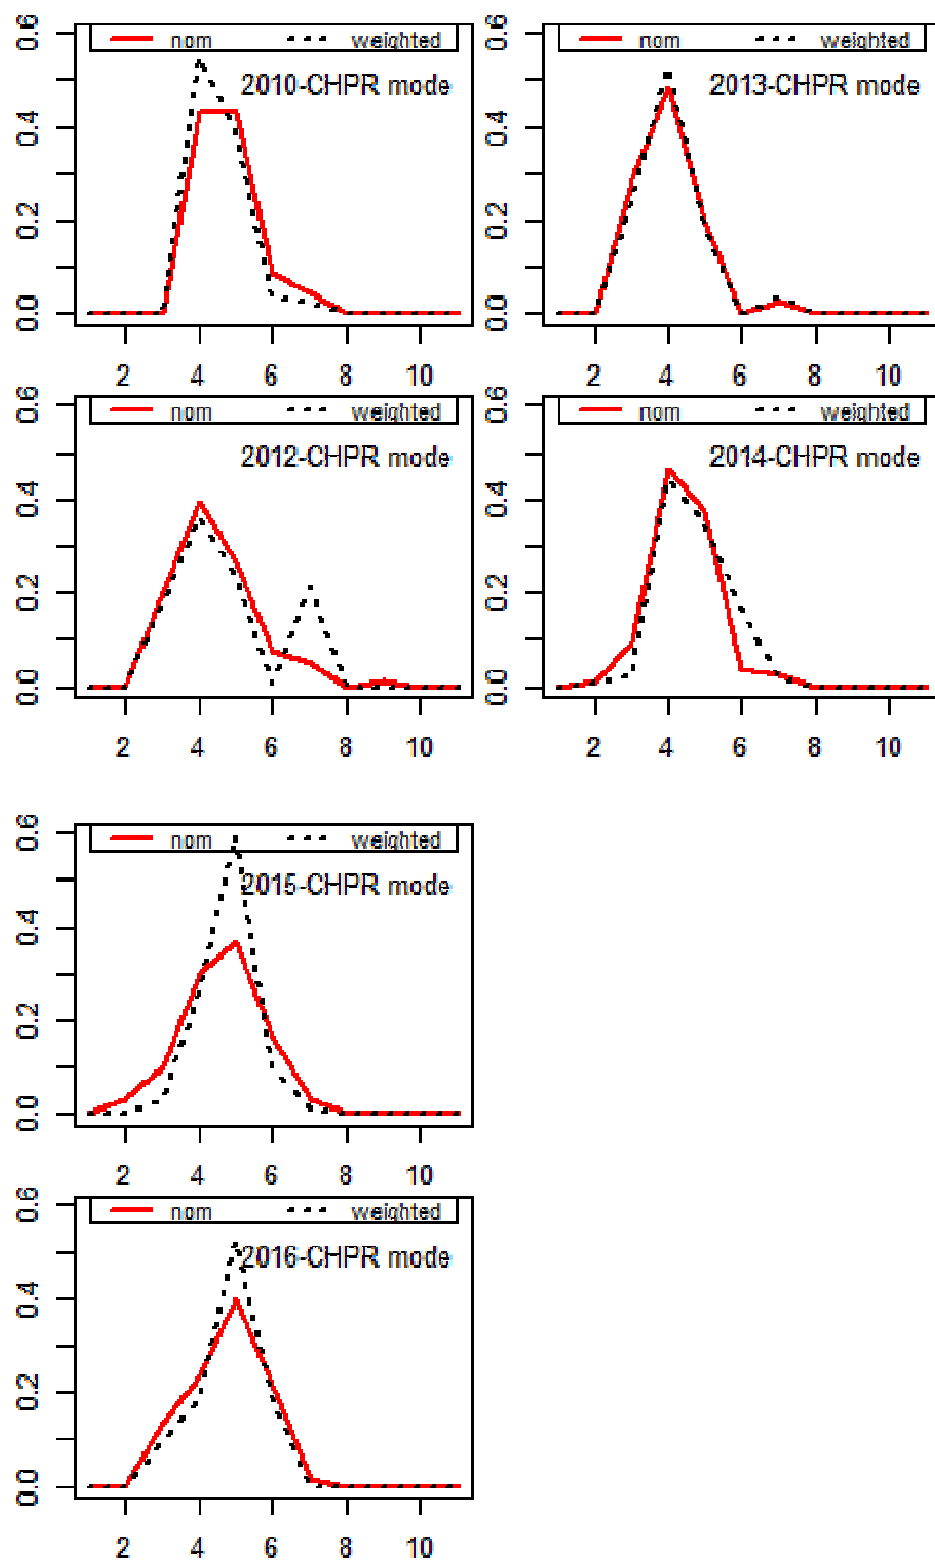 nom weighted
2010-CHPR mode
0.6
0.4
0.2
0.0
2 4 6 8 10
nom weighted
2013-CHPR mode
0.6
0.4
0.2
0.0
2 4 6 8 10
nom weighted
2012-CHPR mode
0.6
0.4
0.2
0.0
2 4 6 8 10
nom weighted
2014-CHPR mode
0.6
0.4
0.2
0.0
2 4 6 8 10
nom weighted
2015-CHPR mode
0.6
0.4
0.2
0.0
2 4 6 8 10
nom weighted
2016-CHPR mode
0.6
0.4
0.2
0.0
2 4 6 8 10